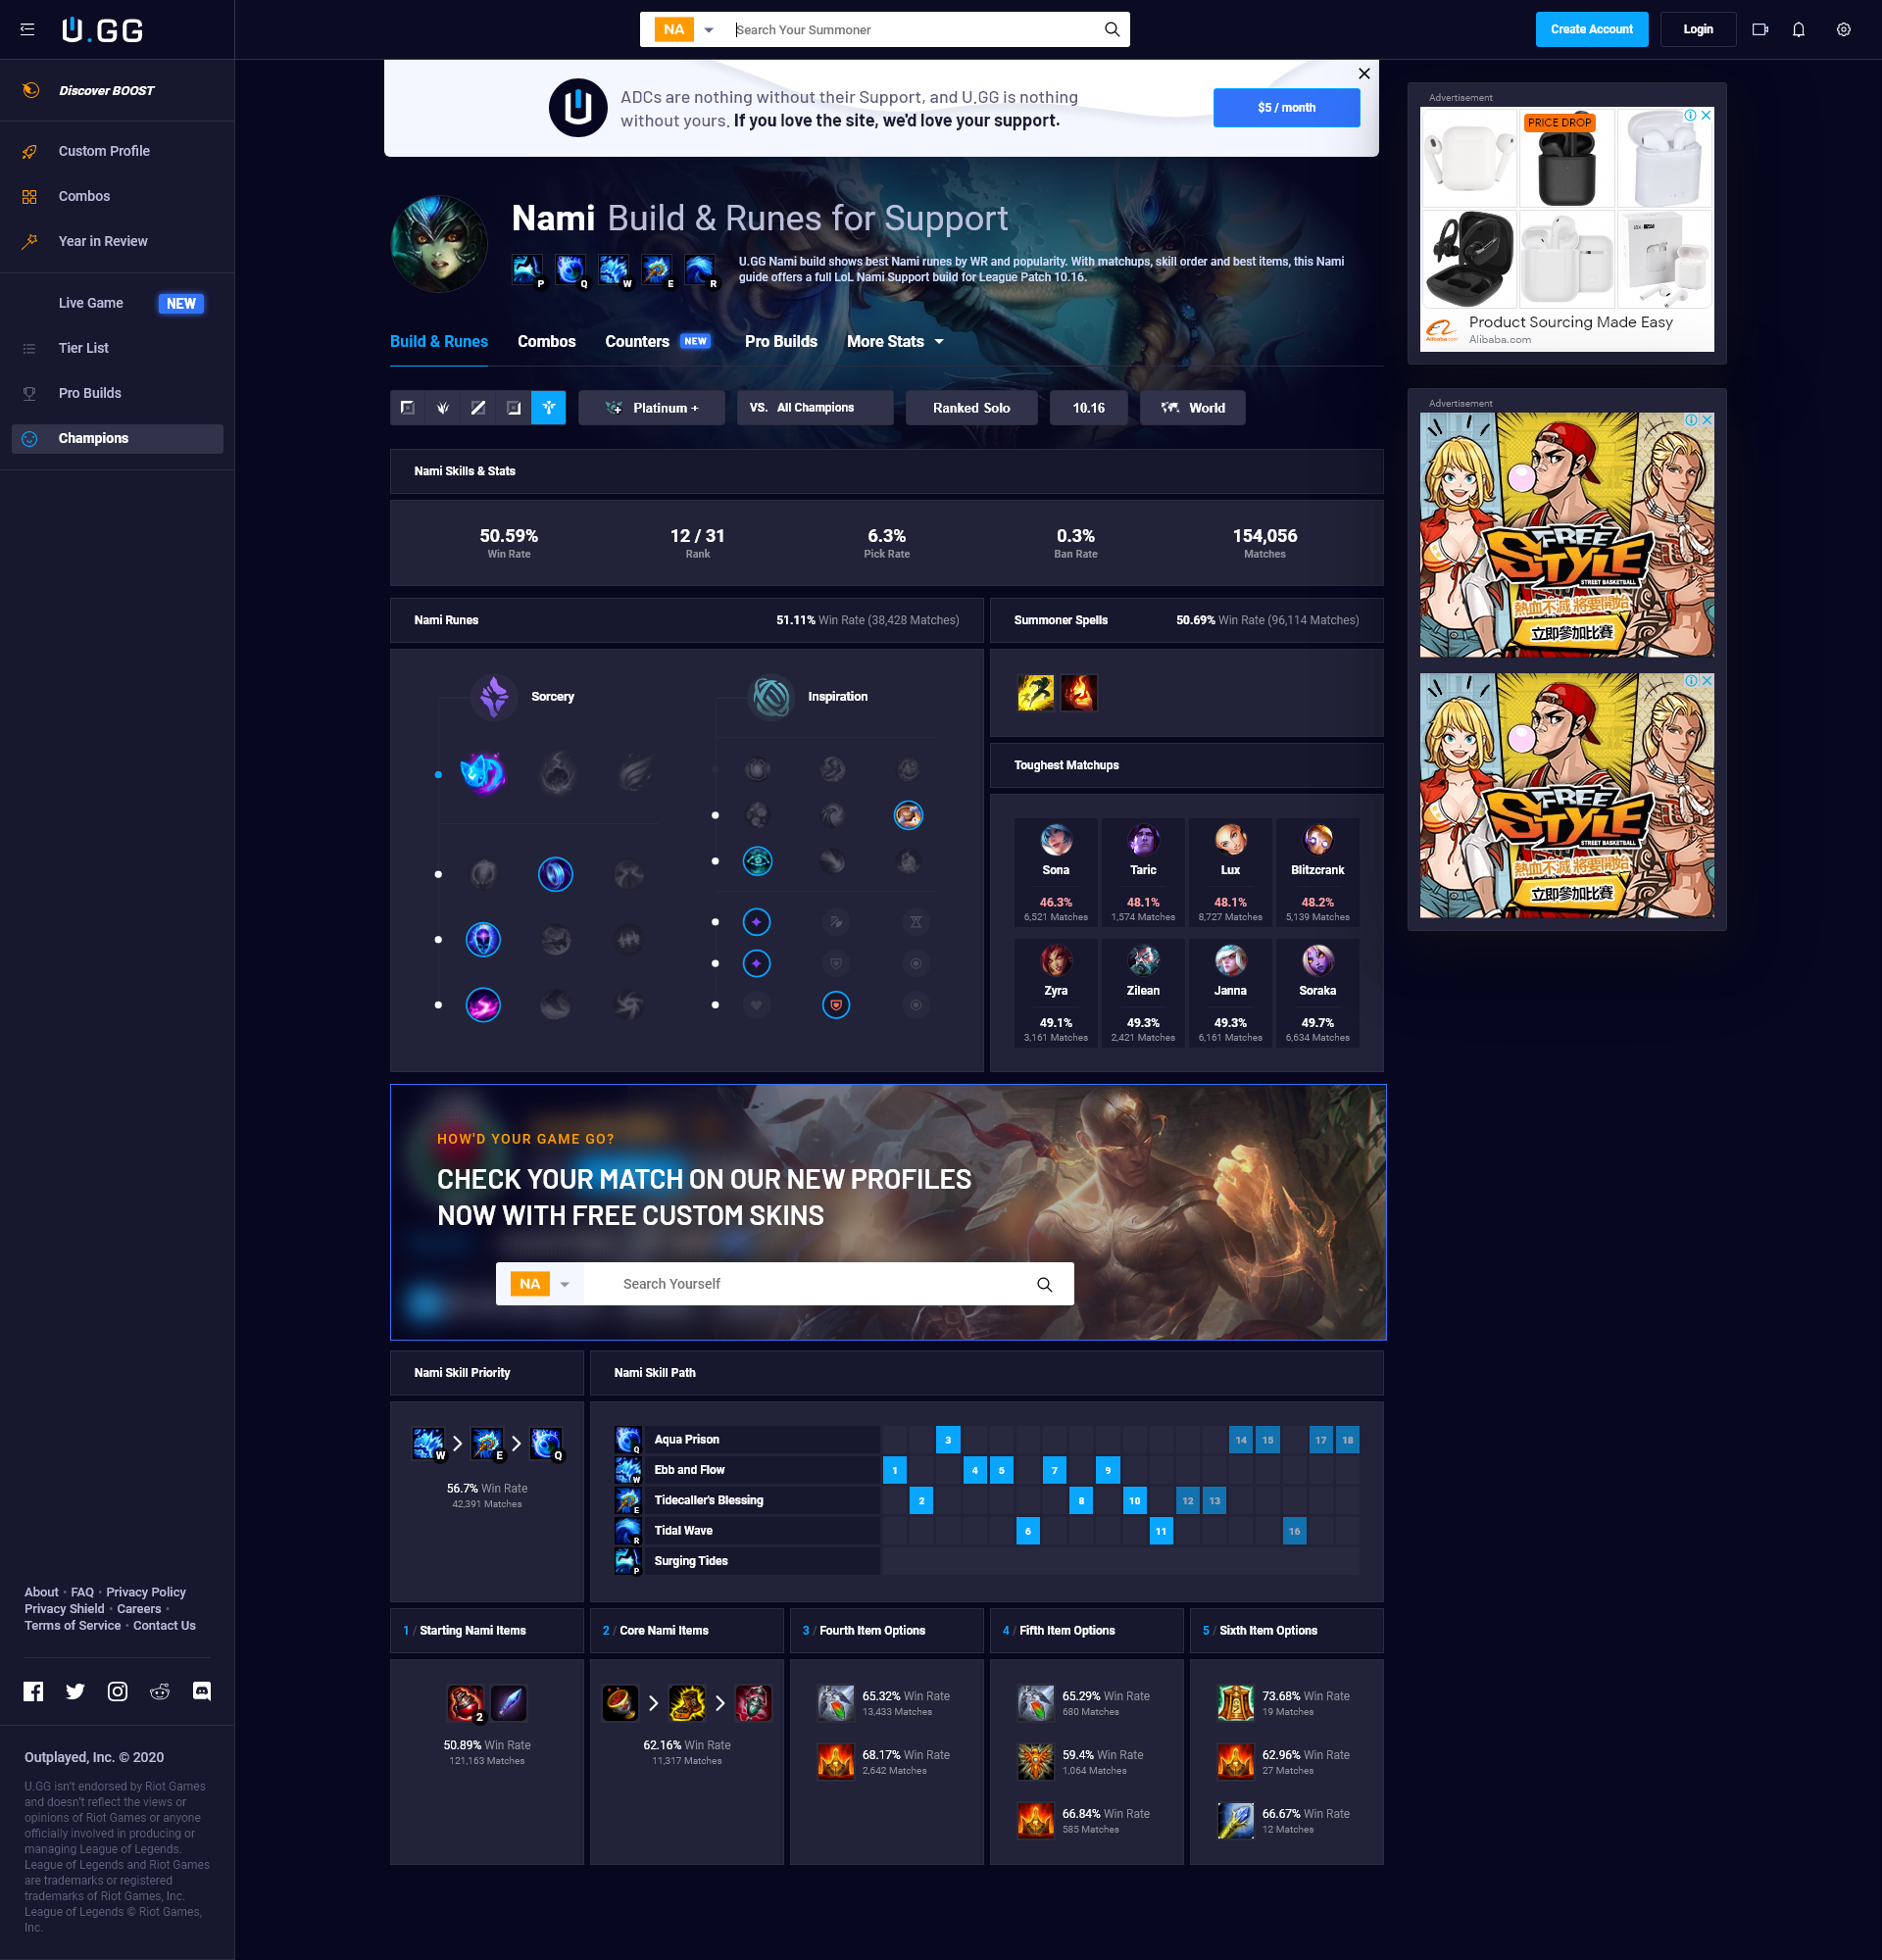 U.GG
NA
Search Your Summoner
Create Account
Login
Discover BOOST
Custom Profile
Combos
Year in Review
Live Game NEW
Tier List
Pro Builds
Champions
ADCs are nothing without their Support, and U.GG is nothing
without yours. If you love the site, we'd love your support.
$5 / month
Nami Build & Runes for Support
P Q W E R
U.GG Nami build shows best Nami runes by WR and popularity. With matchups, skill order and best items, this Nami
guide offers a full LoL Nami Support build for League Patch 10.16.
Build & Runes Combos Counters NEW Pro Builds More Stats
Platinum + VS. All Champions Ranked Solo 10.16 World
Nami Skills & Stats
50.59% 12 / 31 6.3% 0.3% 154,056
Win Rate Rank Pick Rate Ban Rate Matches
Nami Runes 51.11% Win Rate (38,428 Matches)
Sorcery Inspiration
Summoner Spells 50.69% Win Rate (96,114 Matches)
Toughest Matchups
Sona Taric Lux Blitzcrank
46.3% 48.1% 48.1% 48.2%
6,521 Matches 1,574 Matches 8,727 Matches 5,139 Matches
Zyra Zilean Janna Soraka
49.1% 49.3% 49.3% 49.7%
3,161 Matches 2,421 Matches 6,161 Matches 6,634 Matches
Advertisement
PRICE DROP
Product Sourcing Made Easy
Alibaba.com
Alibaba.com
Advertisement
FREE
STYLE
STREET BASKETBALL
熱血不滅 將要開始
立即參加比賽
FREE
STYLE
STREET BASKETBALL
熱血不滅 將要開始
立即參加比賽
HOW'D YOUR GAME GO?
CHECK YOUR MATCH ON OUR NEW PROFILES
NOW WITH FREE CUSTOM SKINS
NA
Search Yourself
Nami Skill Priority
W E Q
56.7% Win Rate
42,391 Matches
Nami Skill Path
Q Aqua Prison 3 14 15 17 18
W Ebb and Flow 1 4 5 7 9
E Tidecaller's Blessing 2 8 10 12 13
R Tidal Wave 6 11 16
P Surging Tides
1 / Starting Nami Items
2
50.89% Win Rate
121,163 Matches
2 / Core Nami Items
62.16% Win Rate
11,317 Matches
3 / Fourth Item Options
65.32% Win Rate
13,433 Matches
68.17% Win Rate
2,642 Matches
4 / Fifth Item Options
65.29% Win Rate
680 Matches
59.4% Win Rate
1,064 Matches
66.84% Win Rate
585 Matches
5 / Sixth Item Options
73.68% Win Rate
19 Matches
62.96% Win Rate
27 Matches
66.67% Win Rate
12 Matches
About • FAQ • Privacy Policy
Privacy Shield • Careers •
Terms of Service • Contact Us
Outplayed, Inc. © 2020
U.GG isn't endorsed by Riot Games
and doesn't reflect the views or
opinions of Riot Games or anyone
officially involved in producing or
managing League of Legends.
League of Legends and Riot Games
are trademarks or registered
trademarks of Riot Games, Inc.
League of Legends © Riot Games,
Inc.